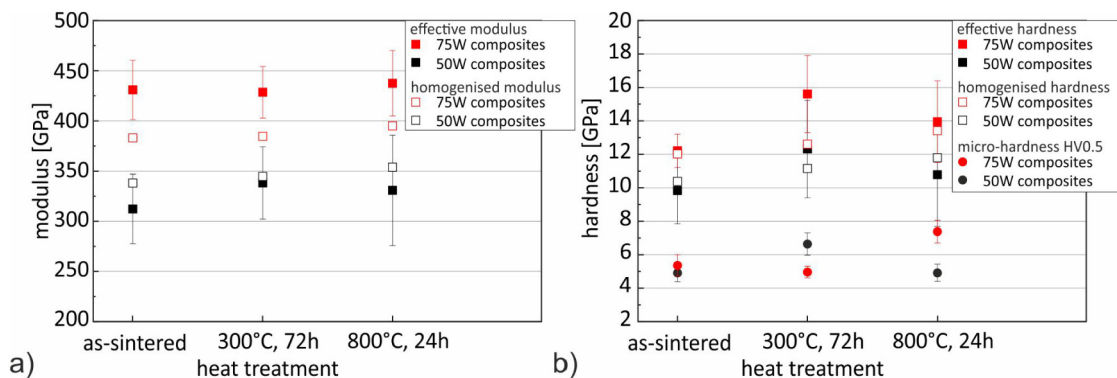 500
450
400
350
300
250
200
modulus [GPa]
effective modulus
75W composites
50W composites
homogenised modulus
75W composites
50W composites
as-sintered
300°C, 72h
800°C, 24h
heat treatment
a)
20
18
16
14
12
10
8
6
4
2
hardness [GPa]
effective hardness
75W composites
50W composites
homogenised hardness
75W composites
50W composites
micro-hardness HV0.5
75W composites
50W composites
as-sintered
300°C, 72h
800°C, 24h
heat treatment
b)